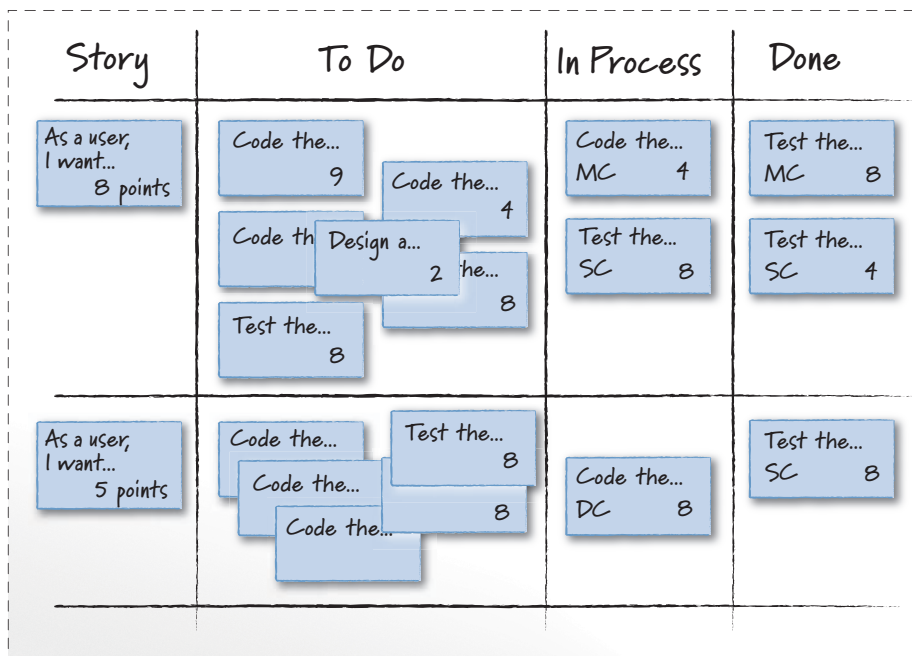 Story
To Do
In Process
Done
As a user,
I want...
8 points
Code the...
9
Code the...
4
Code th
Design a...
2
the...
8
Test the...
8
Code the...
MC 4
Test the...
SC 8
Test the...
MC 8
Test the...
SC 4
As a user,
I want...
5 points
Code the...
Test the...
8
Code the...
8
Code the...
Code the...
DC 8
Test the...
SC 8